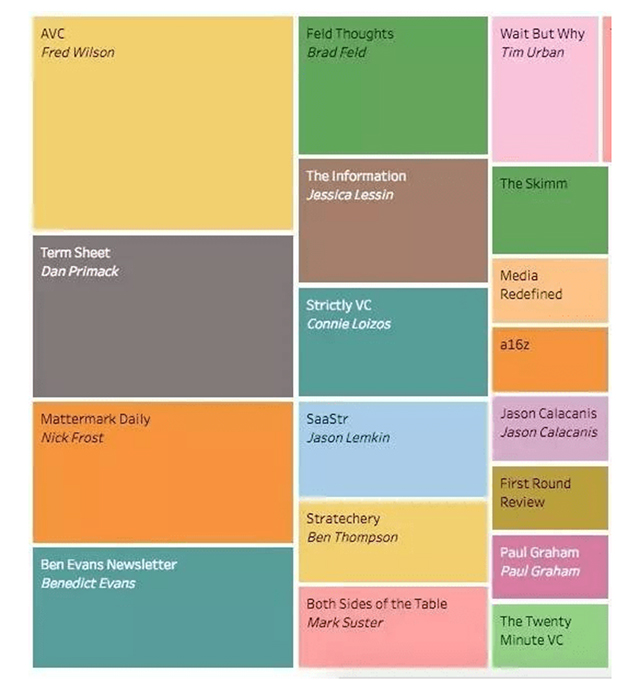 AVC
Fred Wilson
Term Sheet
Dan Primack
Mattermark Daily
Nick Frost
Ben Evans Newsletter
Benedict Evans
Feld Thoughts
Brad Feld
The Information
Jessica Lessin
Strictly VC
Connie Loizos
SaaStr
Jason Lemkin
Stratechery
Ben Thompson
Both Sides of the Table
Mark Suster
Wait But Why
Tim Urban
The Skimm
Media
Redefined
a16z
Jason Calacanis
Jason Calacanis
First Round
Review
Paul Graham
Paul Graham
The Twenty
Minute VC